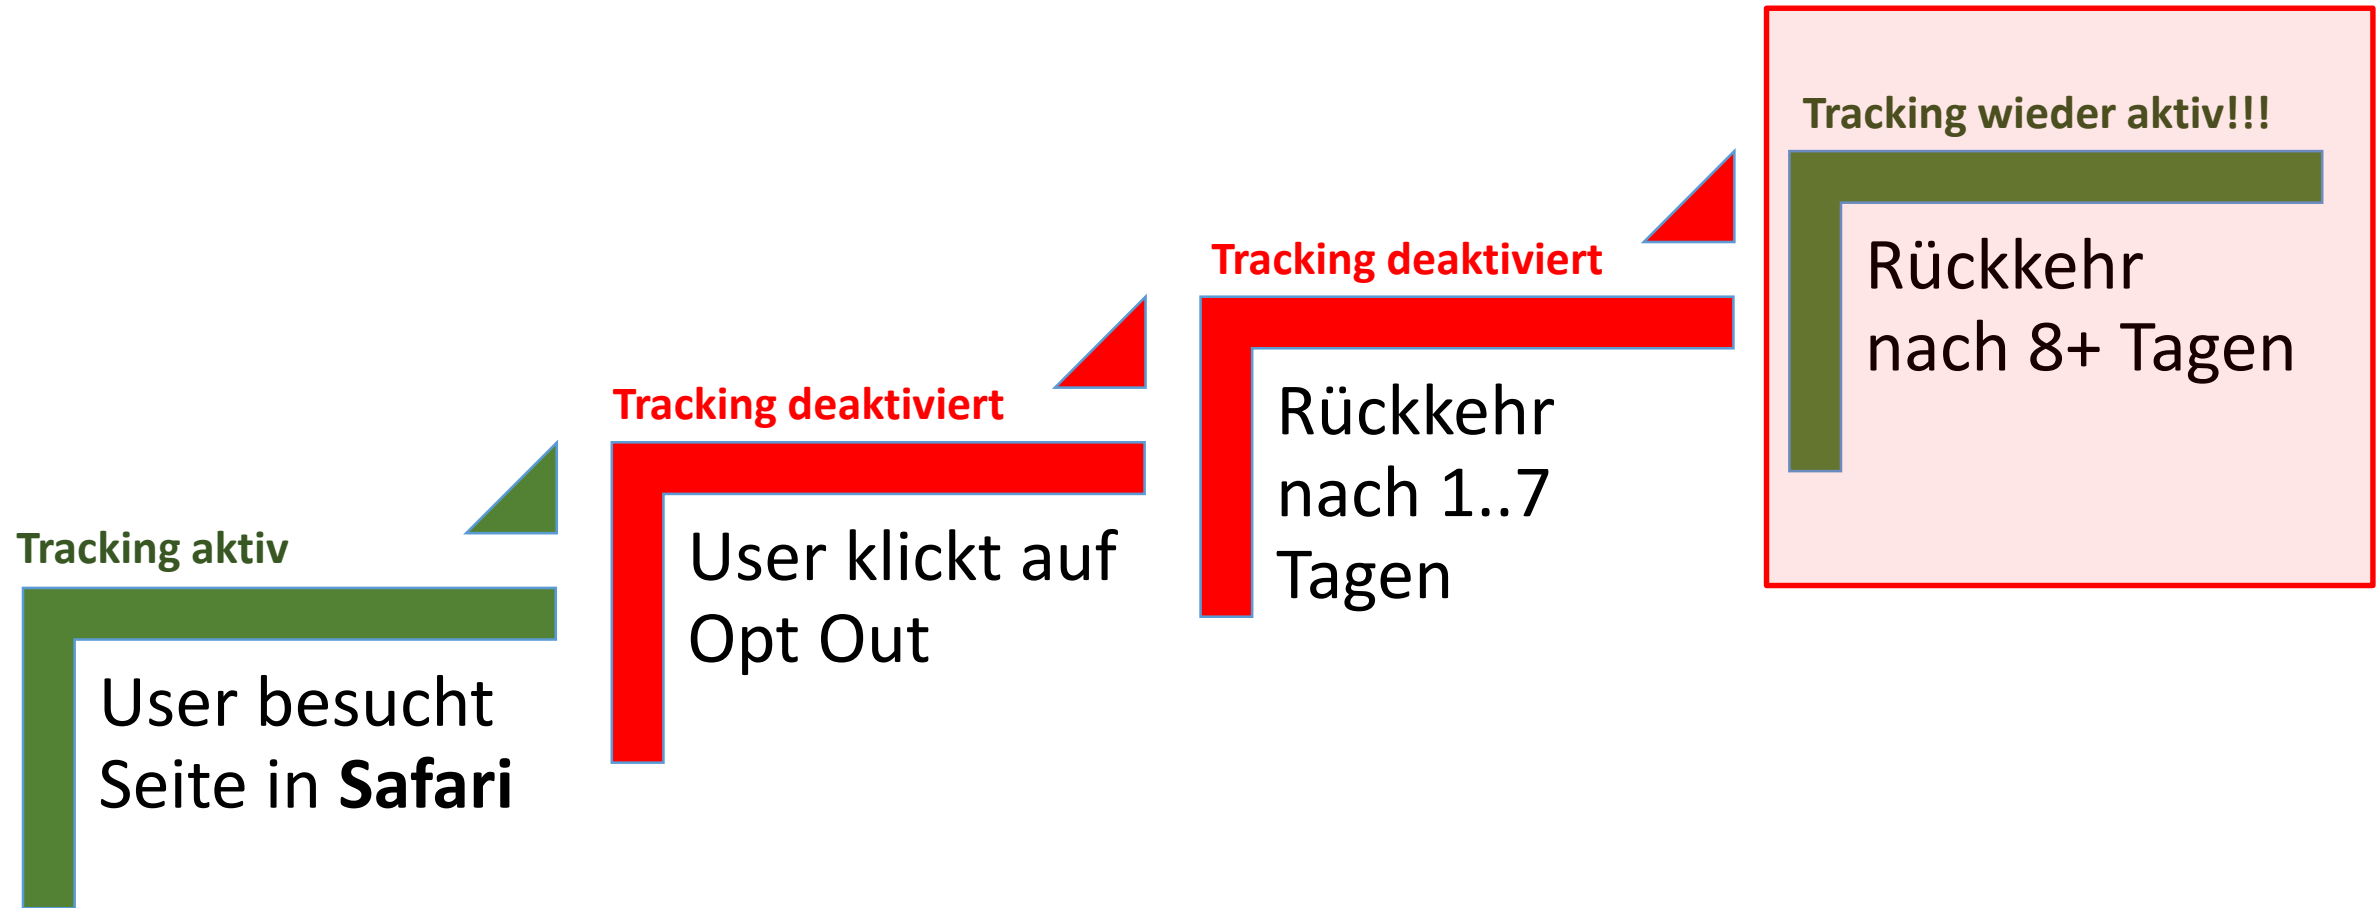 Tracking aktiv
User besucht
Seite in Safari
Tracking deaktiviert
User klickt auf
Opt Out
Tracking deaktiviert
Rückkehr
nach 1..7
Tagen
Tracking wieder aktiv!!!
Rückkehr
nach 8+ Tagen